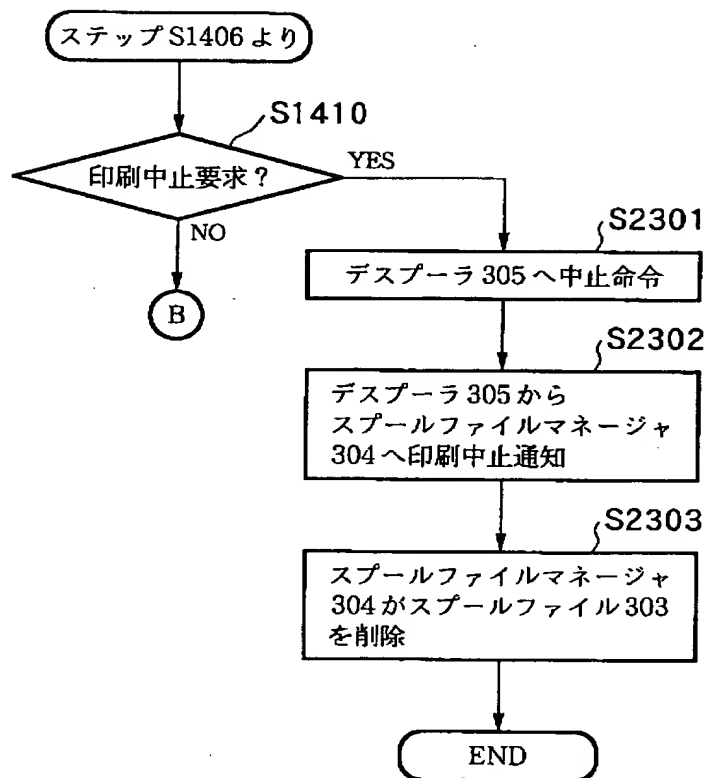 ステップS1406より
S1410
印刷中止要求？
YES
NO
B
S2301
デスプーラ305へ中止命令
S2302
デスプーラ305から
スプールファイルマネージャ
304へ印刷中止通知
S2303
スプールファイルマネージャ
304がスプールファイル303
を削除
END